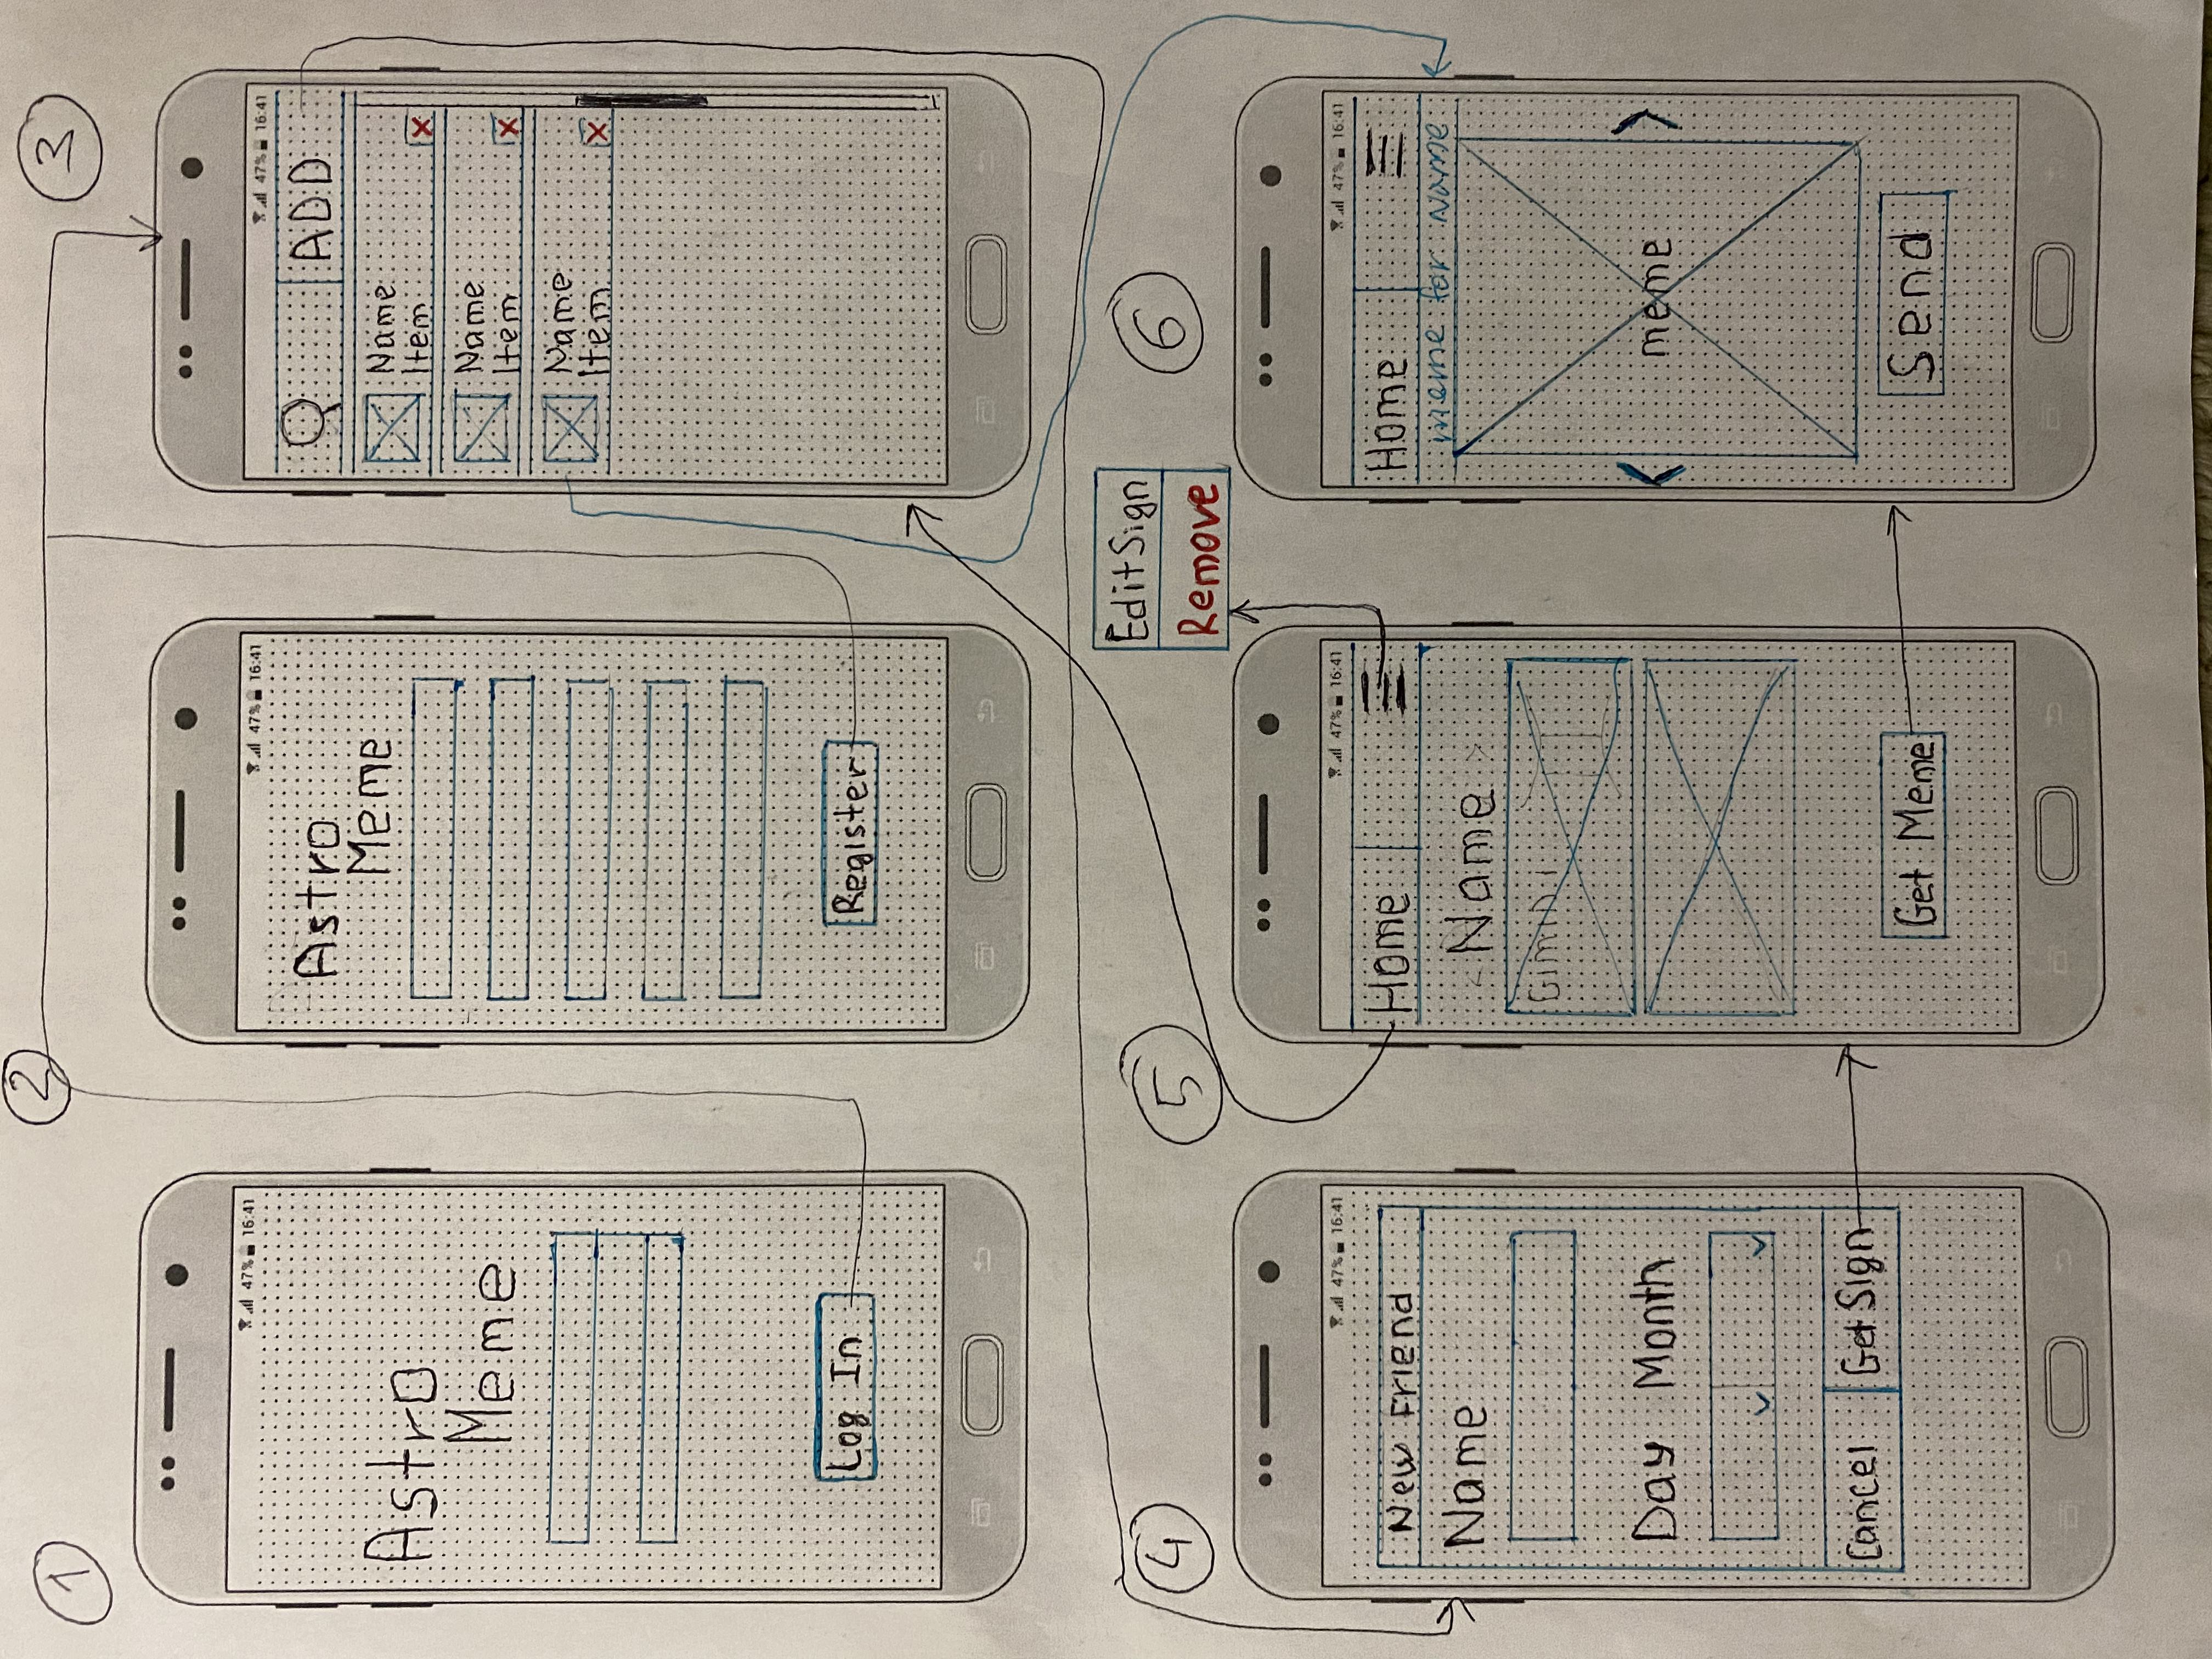 1
2
3
47% 16:41
Astro
Meme
Log In
47% 16:41
Astro
Meme
Register
47% 16:41
ADD
Name
Item
X
Name
Item
X
Name
Item
X
4
5
6
Edit Sign
Remove
47% 16:41
New Friend
Name
Day Month
Cancel Get Sign
47% 16:41
Home
< Name >
Gimini
Get Meme
47% 16:41
Home
meme for Name
< meme >
Send